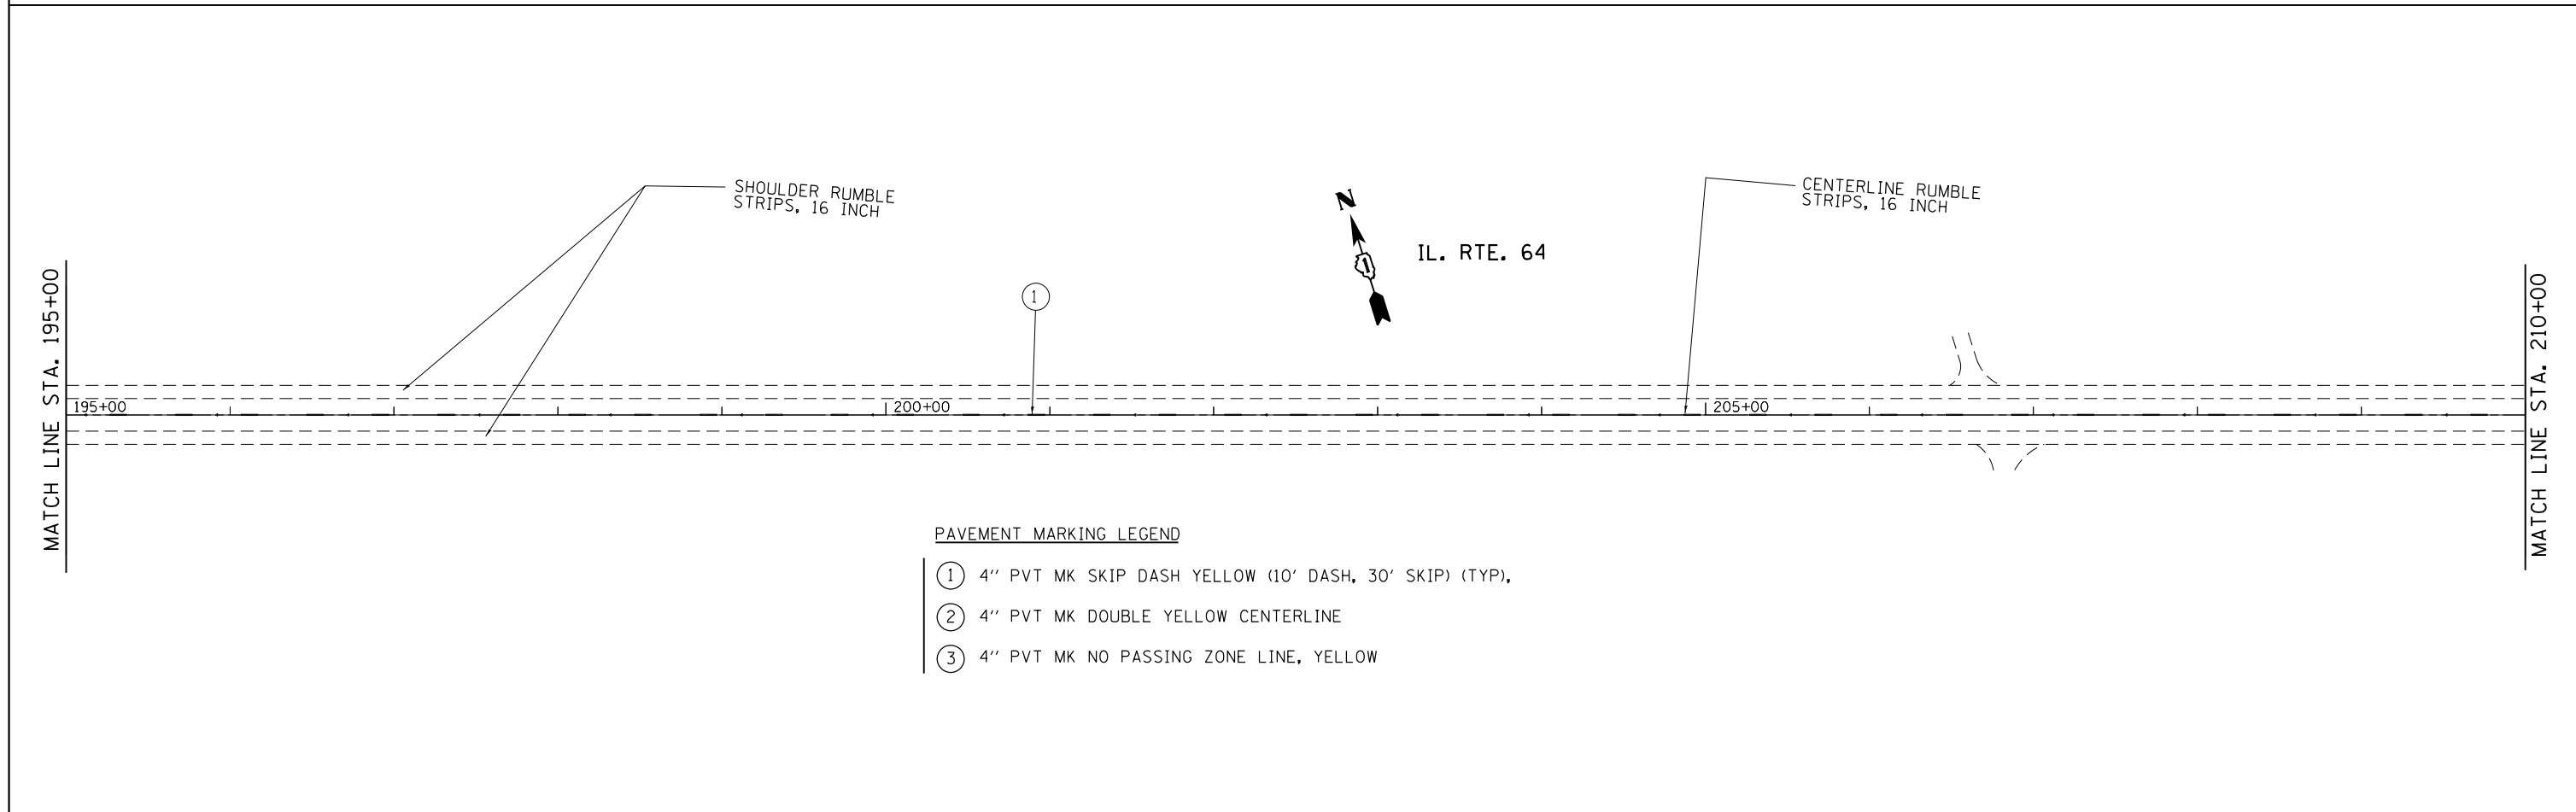 SHOULDER RUMBLE
STRIPS, 16 INCH
CENTERLINE RUMBLE
STRIPS, 16 INCH
N
IL. RTE. 64
1
MATCH LINE STA. 195+00
195+00
200+00
205+00
MATCH LINE STA. 210+00
PAVEMENT MARKING LEGEND
1 4'' PVT MK SKIP DASH YELLOW (10' DASH, 30' SKIP) (TYP),
2 4'' PVT MK DOUBLE YELLOW CENTERLINE
3 4'' PVT MK NO PASSING ZONE LINE, YELLOW